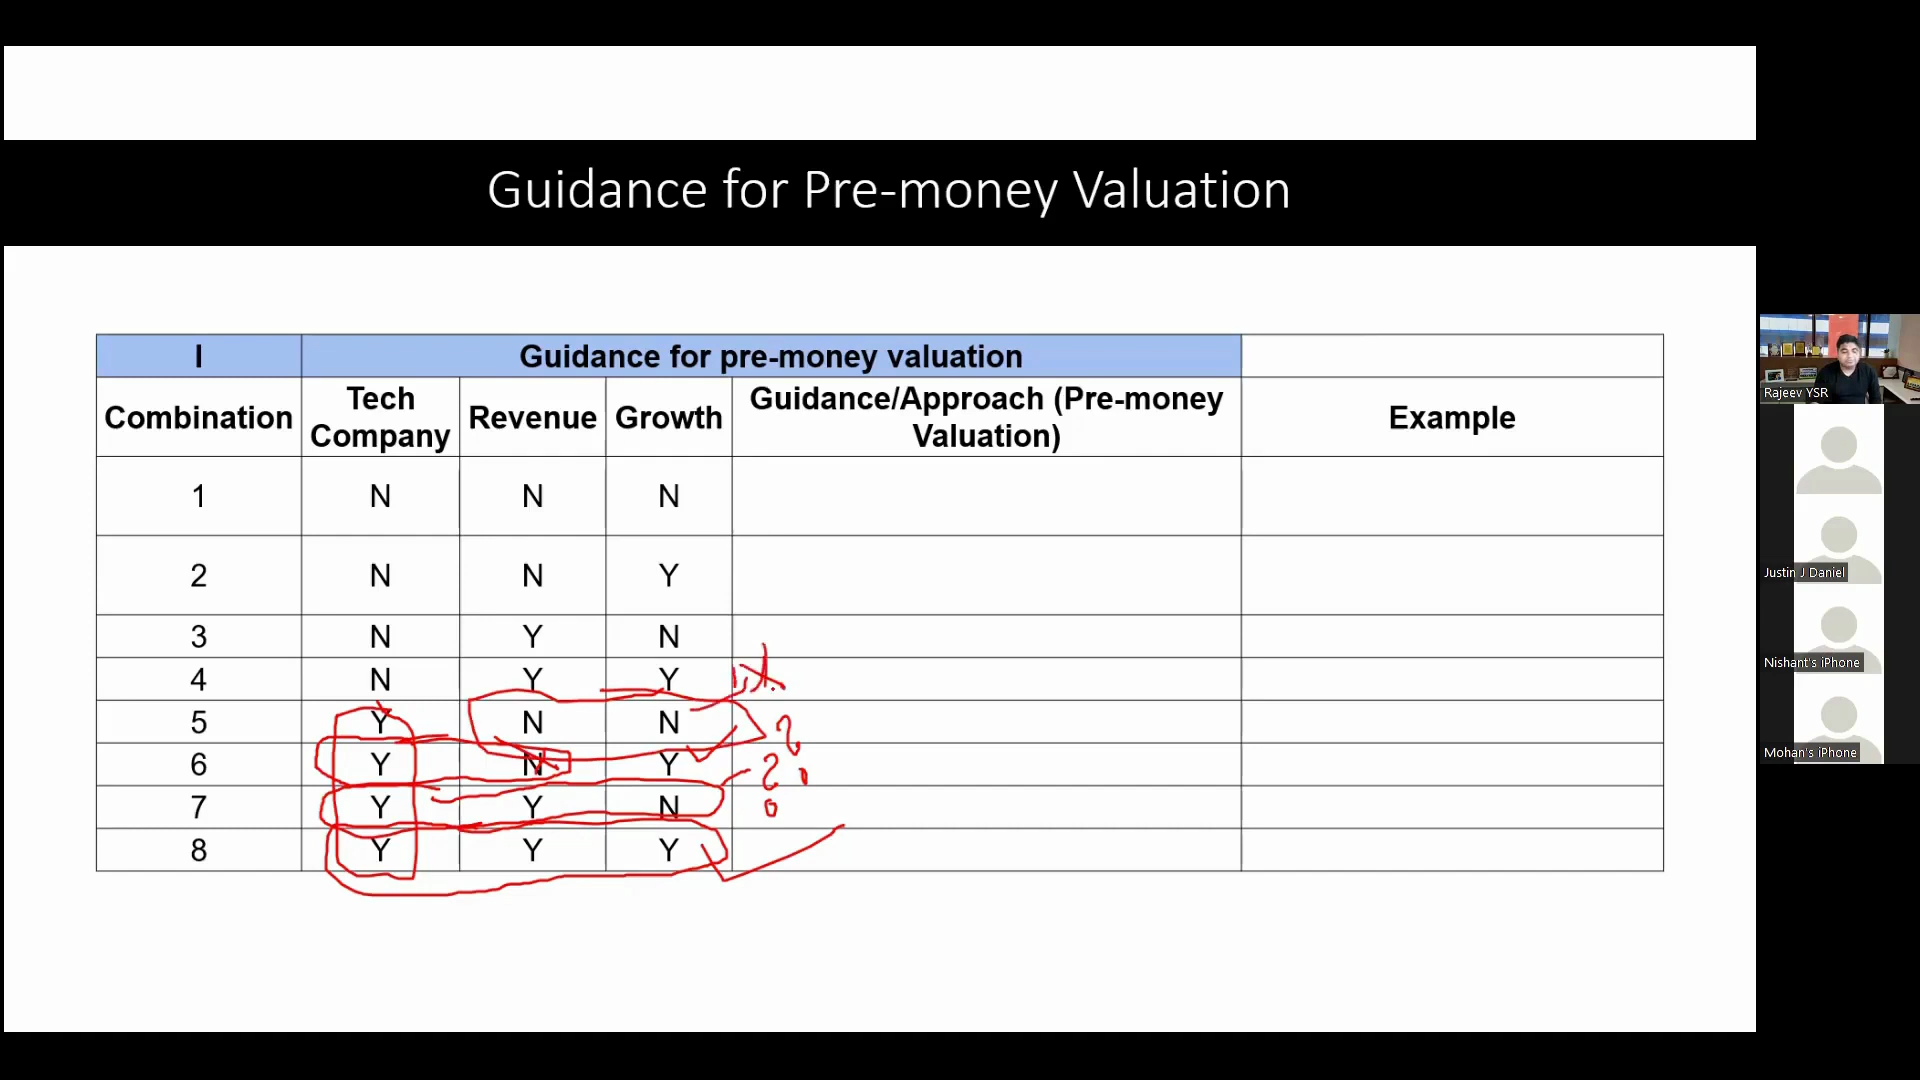 Guidance for Pre-money Valuation
I Guidance for pre-money valuation
Combination Tech Company Revenue Growth Guidance/Approach (Pre-money Valuation) Example
1 N N N
2 N N Y
3 N Y N
4 N Y Y
5 Y N N
6 Y N Y
7 Y Y N
8 Y Y Y
Rajeev YSR
Justin J Daniel
Nishant's iPhone
Mohan's iPhone